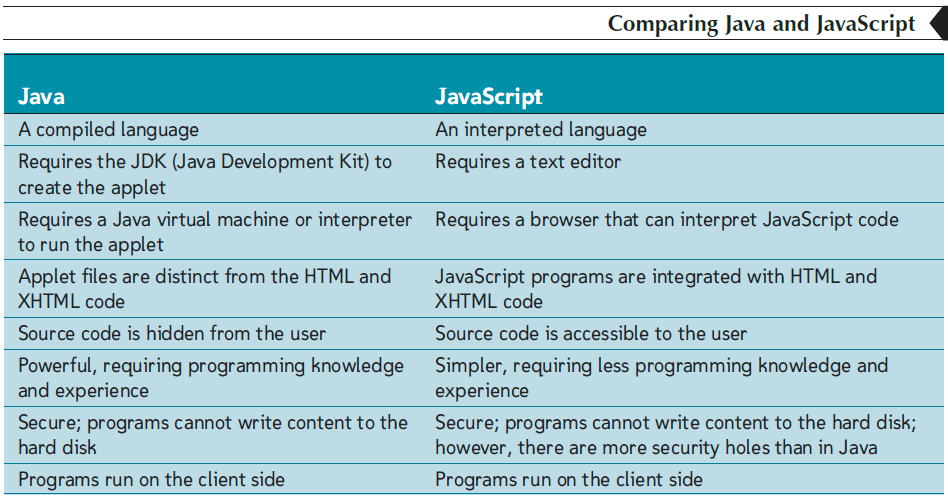 Comparing Java and JavaScript
Java
JavaScript
A compiled language
An interpreted language
Requires the JDK (Java Development Kit) to
create the applet
Requires a text editor
Requires a Java virtual machine or interpreter
to run the applet
Requires a browser that can interpret JavaScript code
Applet files are distinct from the HTML and
XHTML code
JavaScript programs are integrated with HTML and
XHTML code
Source code is hidden from the user
Source code is accessible to the user
Powerful, requiring programming knowledge
and experience
Simpler, requiring less programming knowledge and
experience
Secure; programs cannot write content to the
hard disk
Secure; programs cannot write content to the hard disk;
however, there are more security holes than in Java
Programs run on the client side
Programs run on the client side